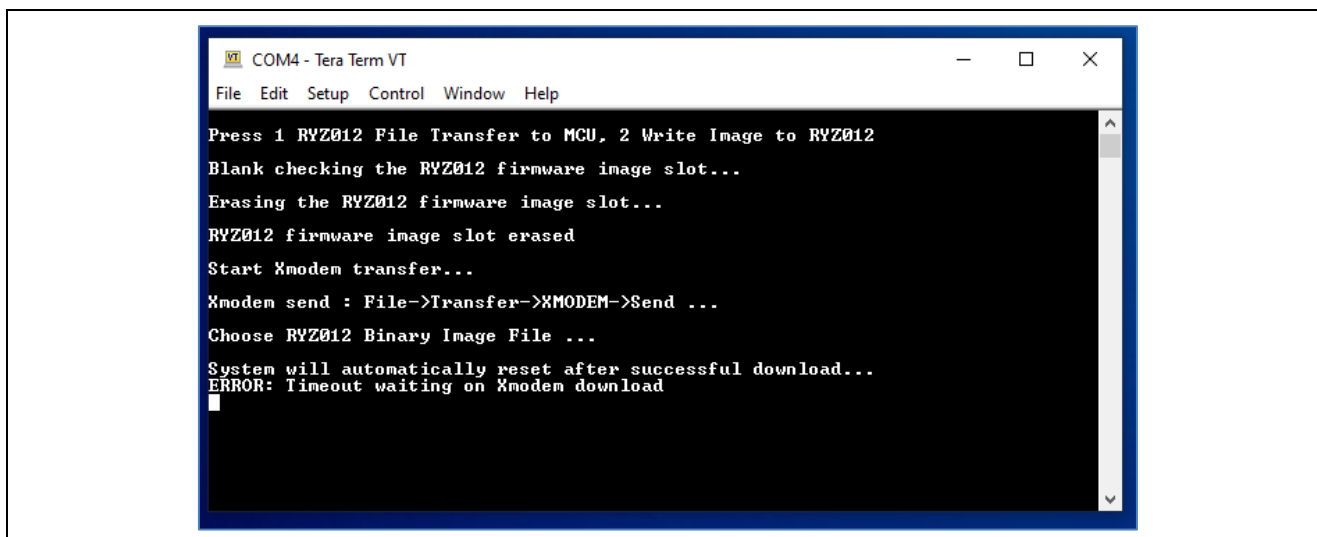 COM4 - Tera Term VT
File Edit Setup Control Window Help
Press 1 RYZ012 File Transfer to MCU, 2 Write Image to RYZ012
Blank checking the RYZ012 firmware image slot...
Erasing the RYZ012 firmware image slot...
RYZ012 firmware image slot erased
Start Xmodem transfer...
Xmodem send : File->Transfer->XMODEM->Send ...
Choose RYZ012 Binary Image File ...
System will automatically reset after successful download...
ERROR: Timeout waiting on Xmodem download